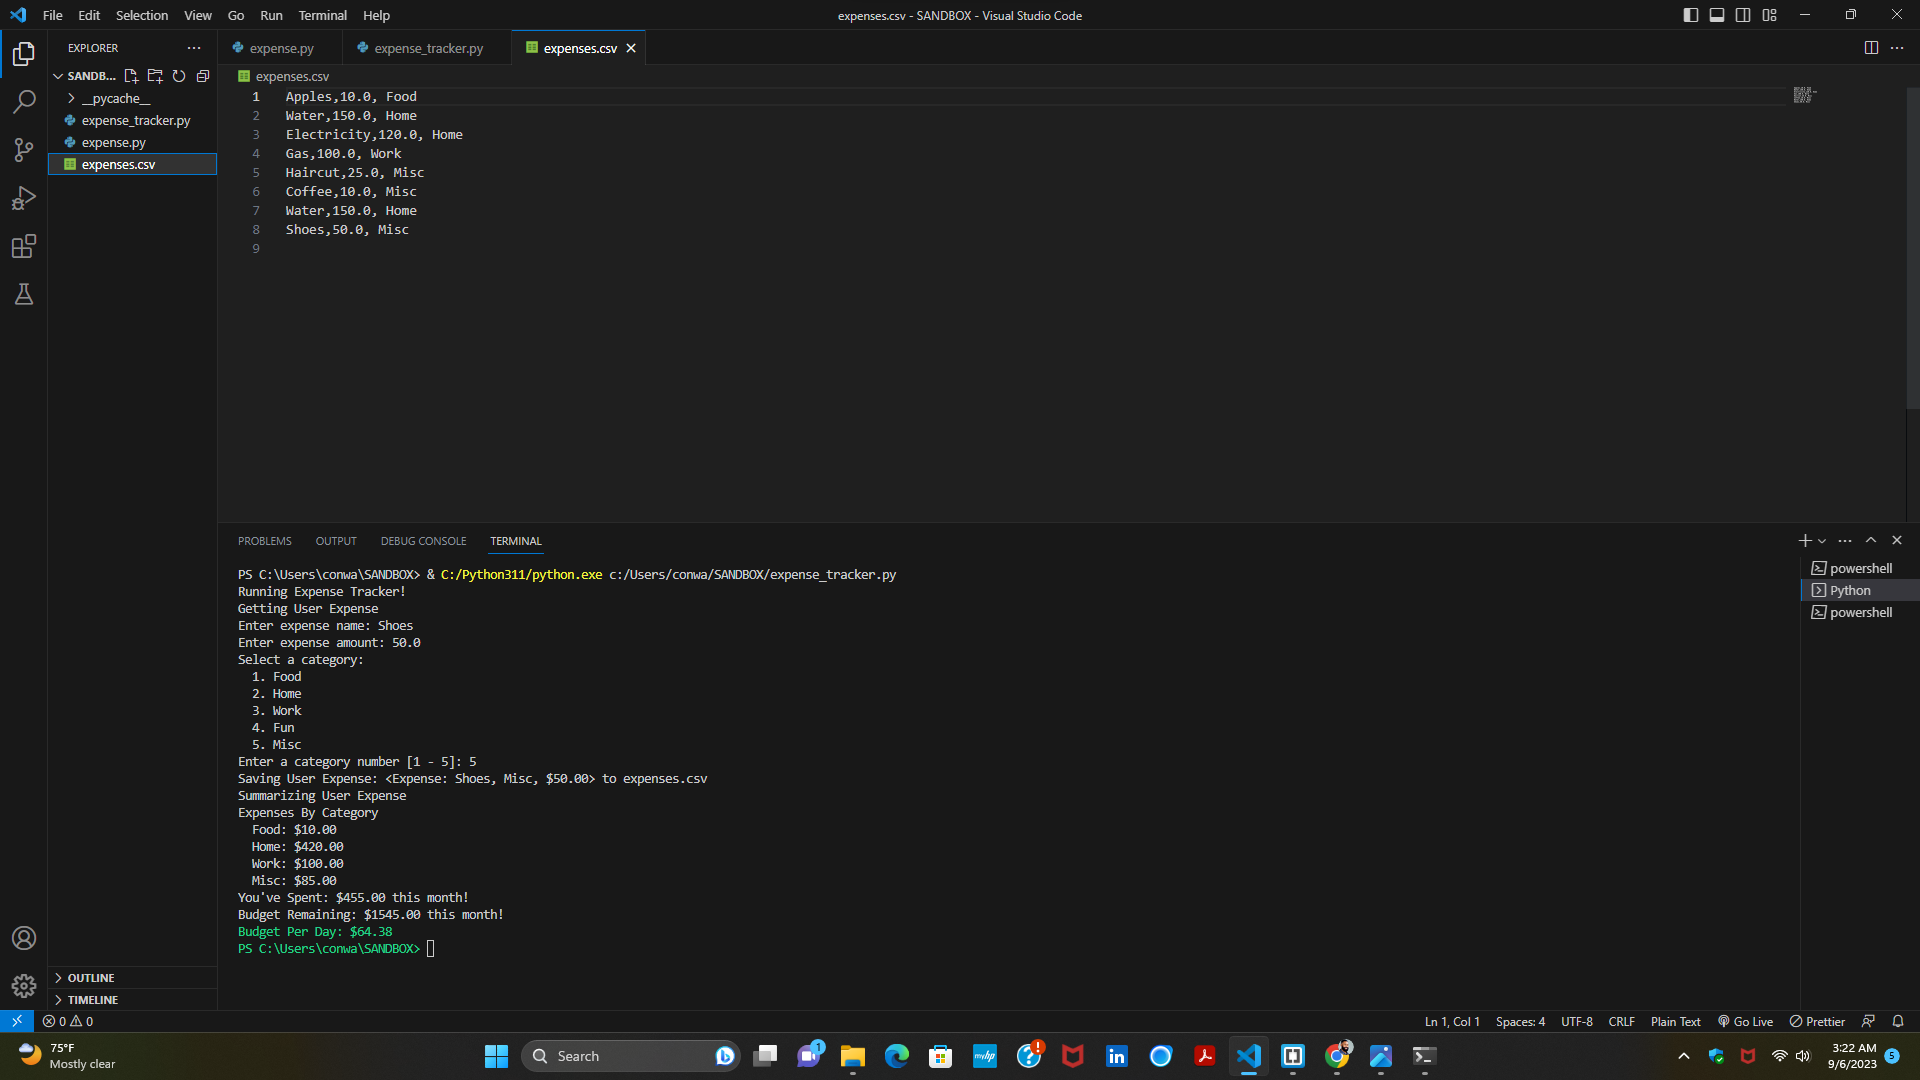 File Edit Selection View Go Run Terminal Help
expenses.csv - SANDBOX - Visual Studio Code
EXPLORER
SANDB...
__pycache__
expense_tracker.py
expense.py
expenses.csv
OUTLINE
TIMELINE
expense.py
expense_tracker.py
expenses.csv
expenses.csv
1 Apples,10.0, Food
2 Water,150.0, Home
3 Electricity,120.0, Home
4 Gas,100.0, Work
5 Haircut,25.0, Misc
6 Coffee,10.0, Misc
7 Water,150.0, Home
8 Shoes,50.0, Misc
9
PROBLEMS OUTPUT DEBUG CONSOLE TERMINAL
PS C:\Users\conwa\SANDBOX> & C:/Python311/python.exe c:/Users/conwa/SANDBOX/expense_tracker.py
Running Expense Tracker!
Getting User Expense
Enter expense name: Shoes
Enter expense amount: 50.0
Select a category:
1. Food
2. Home
3. Work
4. Fun
5. Misc
Enter a category number [1 - 5]: 5
Saving User Expense: <Expense: Shoes, Misc, $50.00> to expenses.csv
Summarizing User Expense
Expenses By Category
Food: $10.00
Home: $420.00
Work: $100.00
Misc: $85.00
You've Spent: $455.00 this month!
Budget Remaining: $1545.00 this month!
Budget Per Day: $64.38
PS C:\Users\conwa\SANDBOX>
powershell
Python
powershell
0 0
Ln 1, Col 1 Spaces: 4 UTF-8 CRLF Plain Text Go Live Prettier
75°F
Mostly clear
Search
1
myhp
in
3:22 AM
9/6/2023
5